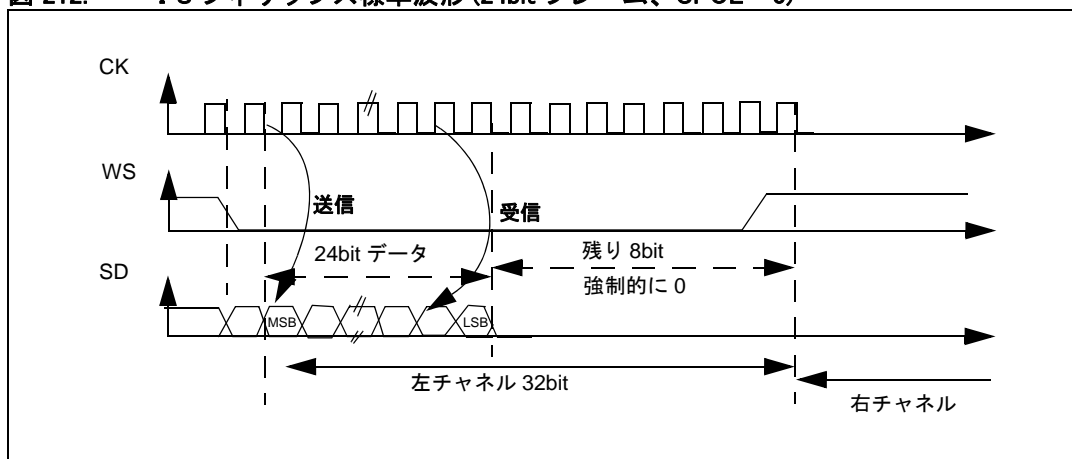 CK
WS
送信
受信
24bit データ
残り 8bit
強制的に 0
SD
MSB
LSB
左チャネル 32bit
右チャネル